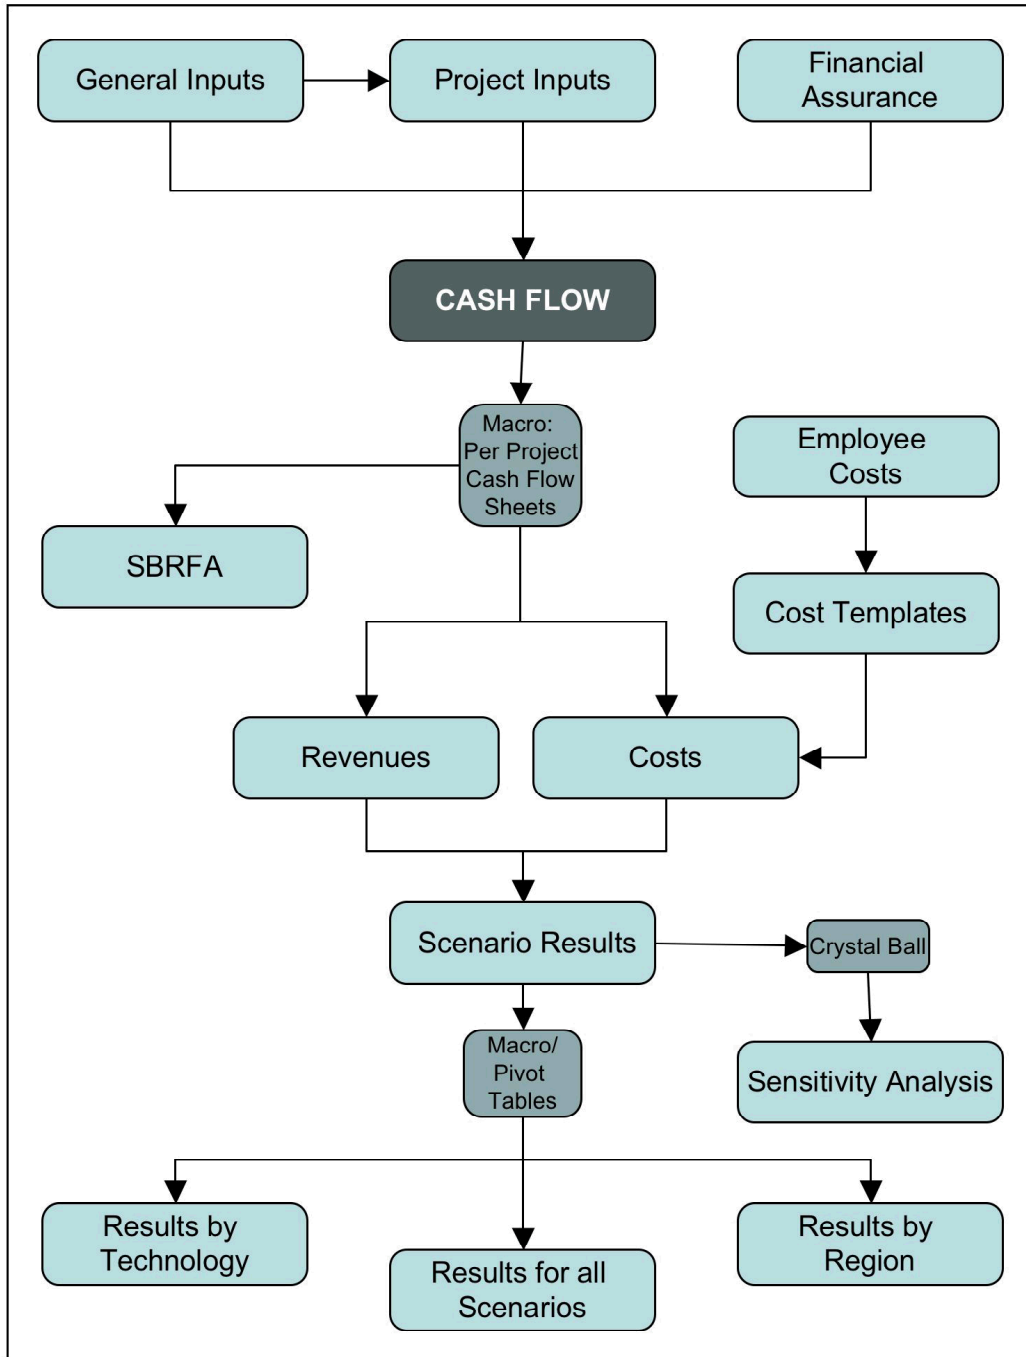 General Inputs
Project Inputs
Financial
Assurance
CASH FLOW
Macro:
Per Project
Cash Flow
Sheets
Employee
Costs
SBRFA
Cost Templates
Revenues
Costs
Scenario Results
Crystal Ball
Macro/
Pivot
Tables
Sensitivity Analysis
Results by
Technology
Results for all
Scenarios
Results by
Region